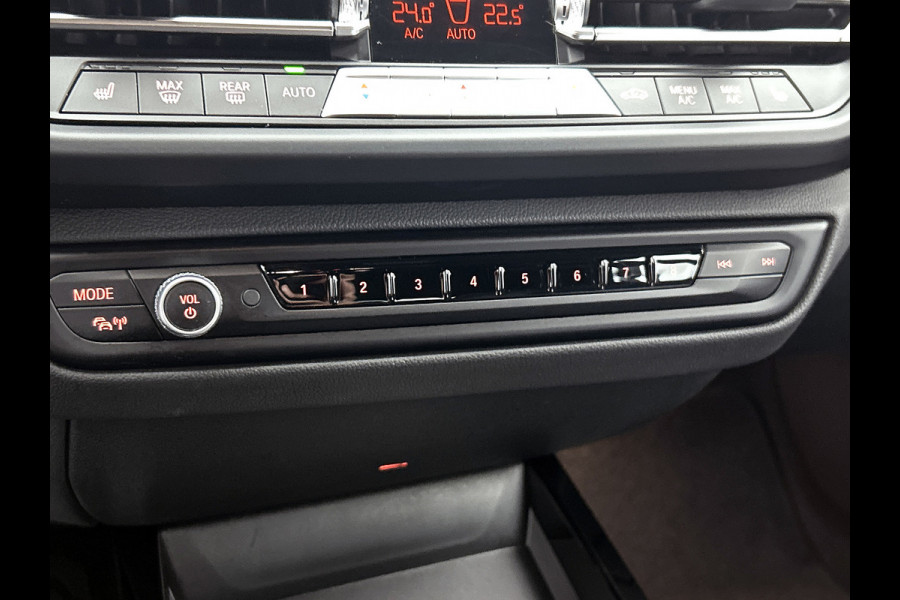 24.0° 22.5°
A/C AUTO
MAX REAR AUTO MENU A/C MAX A/C
MODE VOL 1 2 3 4 5 6 7